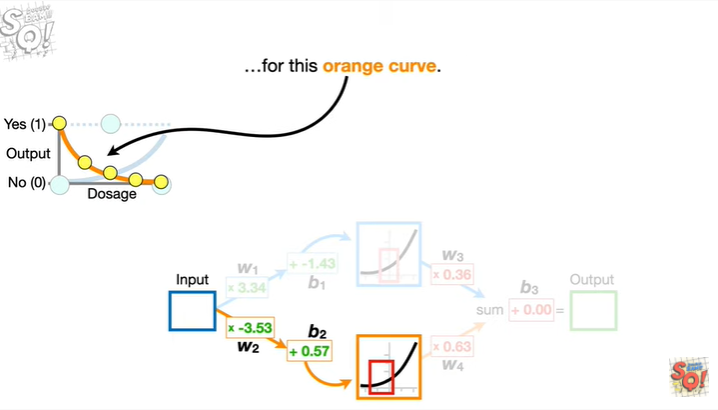 ...for this orange curve.
Yes (1)
Output
No (0)
Dosage
W1
x 3.34
+ -1.43
b1
W3
x 0.36
Input
b3
Output
sum
+ 0.00
=
x -3.53
W2
b2
+ 0.57
x 0.63
W4
SQ!